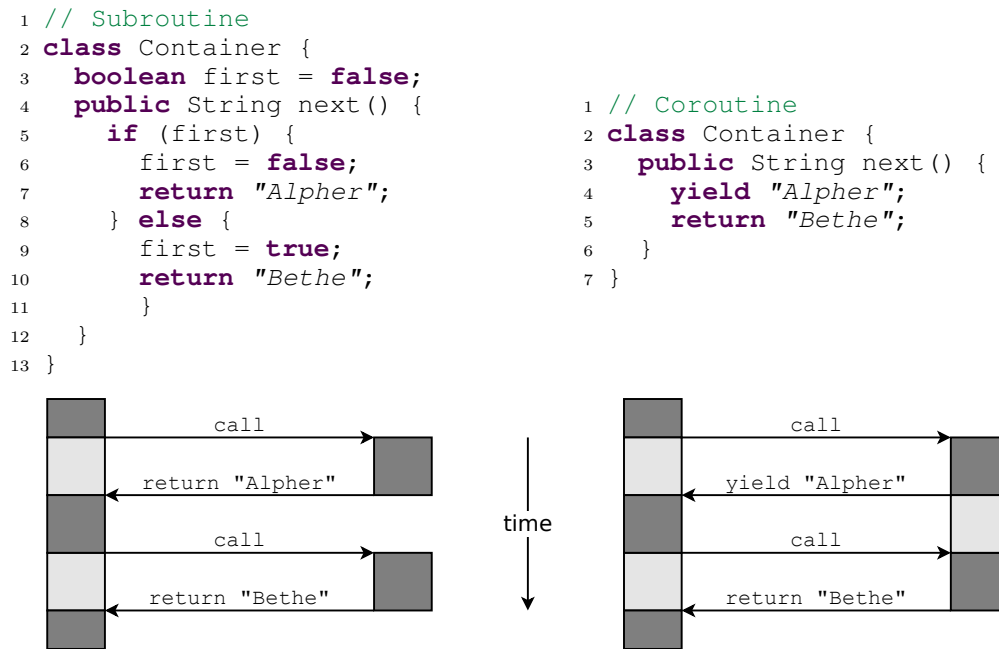 1 // Subroutine
2 class Container {
3   boolean first = false;
4   public String next() {
5     if (first) {
6       first = false;
7       return "Alpher";
8     } else {
9       first = true;
10       return "Bethe";
11       }
12   }
13 }
1 // Coroutine
2 class Container {
3   public String next() {
4     yield "Alpher";
5     return "Bethe";
6   }
7 }
call
return "Alpher"
call
return "Bethe"
time
call
yield "Alpher"
call
return "Bethe"